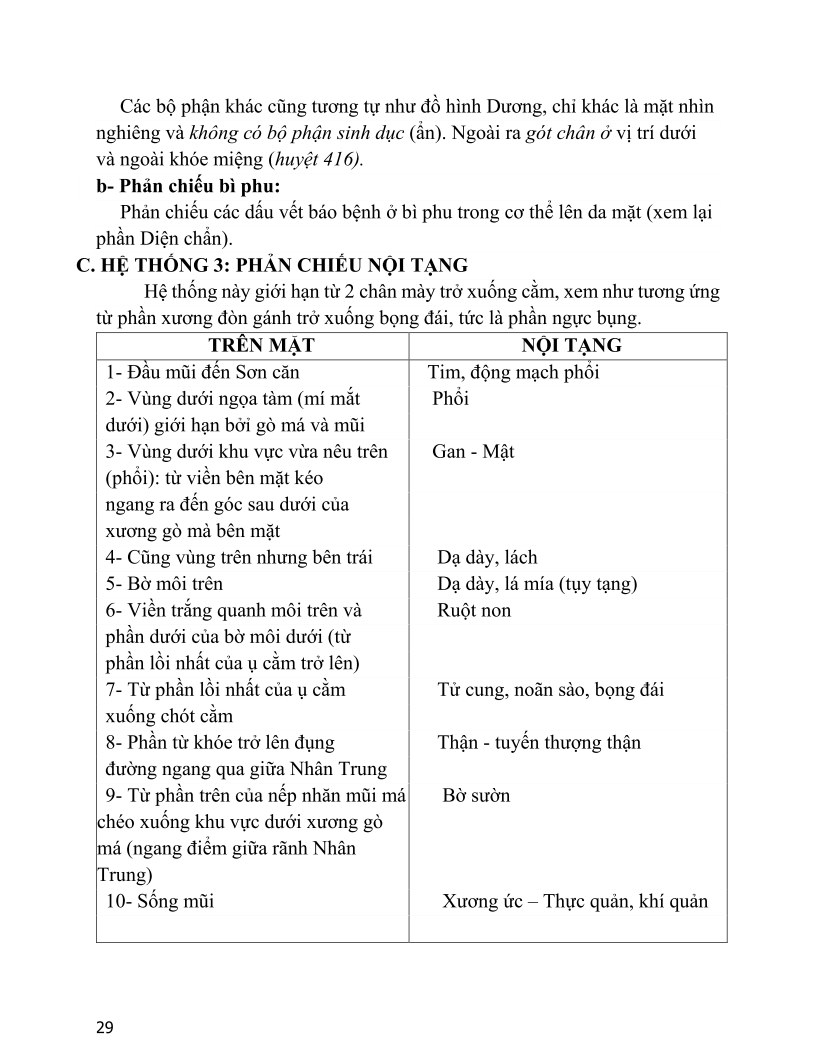 Các bộ phận khác cũng tương tự như đồ hình Dương, chỉ khác là mặt nhìn
nghiêng và không có bộ phận sinh dục (ẩn). Ngoài ra gót chân ở vị trí dưới
và ngoài khóe miệng (huyệt 416).
b- Phản chiếu bì phu:
Phản chiếu các dấu vết báo bệnh ở bì phu trong cơ thể lên da mặt (xem lại
phần Diện chẩn).
C. HỆ THỐNG 3: PHẢN CHIẾU NỘI TẠNG
Hệ thống này giới hạn từ 2 chân mày trở xuống cằm, xem như tương ứng
từ phần xương đòn gánh trở xuống bọng đái, tức là phần ngực bụng.
TRÊN MẶT NỘI TẠNG
1- Đầu mũi đến Sơn căn Tim, động mạch phổi
2- Vùng dưới ngọa tàm (mí mắt Phổi
dưới) giới hạn bởỉ gò má và mũi
3- Vùng dưới khu vực vừa nêu trên Gan - Mật
(phổi): từ viền bên mặt kéo
ngang ra đến góc sau dưới của
xương gò mà bên mặt
4- Cũng vùng trên nhưng bên trái Dạ dày, lách
5- Bờ môi trên Dạ dày, lá mía (tụy tạng)
6- Viền trắng quanh môi trên và Ruột non
phần dưới của bờ môi dưới (từ
phần lồi nhất của ụ cằm trở lên)
7- Từ phần lồi nhất của ụ cằm Tử cung, noãn sào, bọng đái
xuống chót cằm
8- Phần từ khóe trở lên đụng Thận - tuyến thượng thận
đường ngang qua giữa Nhân Trung
9- Từ phần trên của nếp nhăn mũi má Bờ sườn
chéo xuống khu vực dưới xương gò
má (ngang điểm giữa rãnh Nhân
Trung)
10- Sống mũi Xương ức – Thực quản, khí quản
29